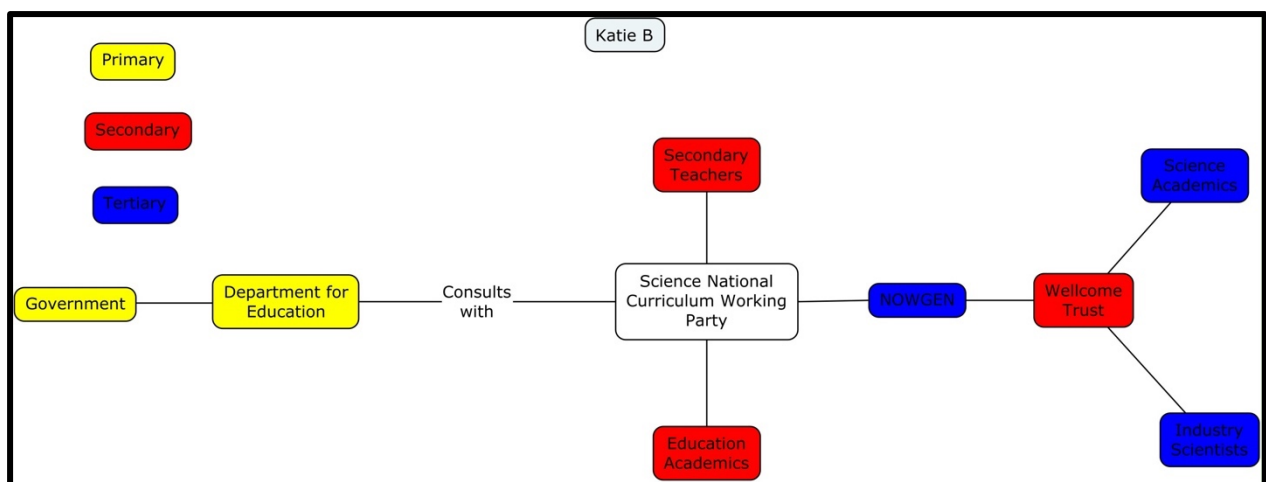 Katie B
Primary
Secondary
Tertiary
Secondary
Teachers
Science
Academics
Government
Department for
Education
Consults
with
Science National
Curriculum Working
Party
NOWGEN
Wellcome
Trust
Education
Academics
Industry
Scientists